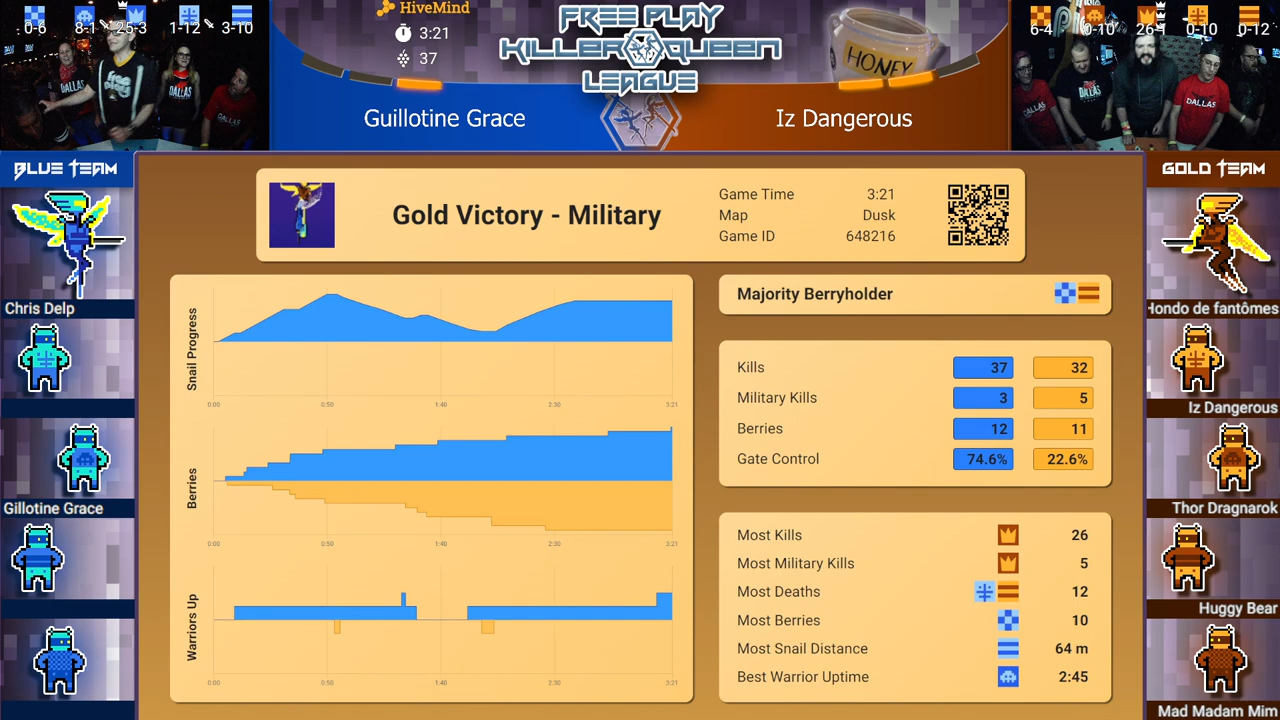 0-6 8-1 25-3 1-12 3-10
HiveMind
3:21
37
FREE PLAY
KILLER QUEEN
LEAGUE
HONEY
6-4 0-10 26-1 0-10 0-12
DALLAS
DALLAS
DALLAS
DALLAS
Guillotine Grace
Iz Dangerous
BLUE TEAM
GOLD TEAM
Gold Victory - Military
Game Time 3:21
Map Dusk
Game ID 648216
Chris Delp
Hondo de fantômes
Iz Dangerous
Gillotine Grace
Thor Dragnarok
Huggy Bear
Mad Madam Mim
Snail Progress
0:00 0:50 1:40 2:30 3:21
Berries
0:00 0:50 1:40 2:30 3:21
Warriors Up
0:00 0:50 1:40 2:30 3:21
Majority Berryholder
Kills 37 32
Military Kills 3 5
Berries 12 11
Gate Control 74.6% 22.6%
Most Kills 26
Most Military Kills 5
Most Deaths 12
Most Berries 10
Most Snail Distance 64 m
Best Warrior Uptime 2:45